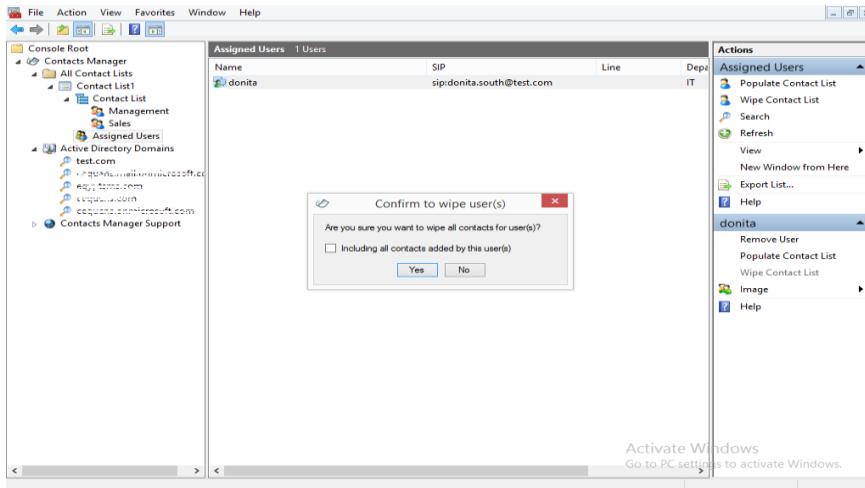 File Action View Favorites Window Help
Console Root
Contacts Manager
All Contact Lists
Contact List1
Contact List
Management
Sales
Assigned Users
Active Directory Domains
test.com
Contacts Manager Support
Assigned Users 1 Users
Name SIP Line Depa
donita sip:donita.south@test.com IT
Confirm to wipe user(s)
Are you sure you want to wipe all contacts for user(s)?
Including all contacts added by this user(s)
Yes No
Actions
Assigned Users
Populate Contact List
Wipe Contact List
Search
Refresh
View
New Window from Here
Export List...
Help
donita
Remove User
Populate Contact List
Wipe Contact List
Image
Help
Activate Windows
Go to PC settings to activate Windows.